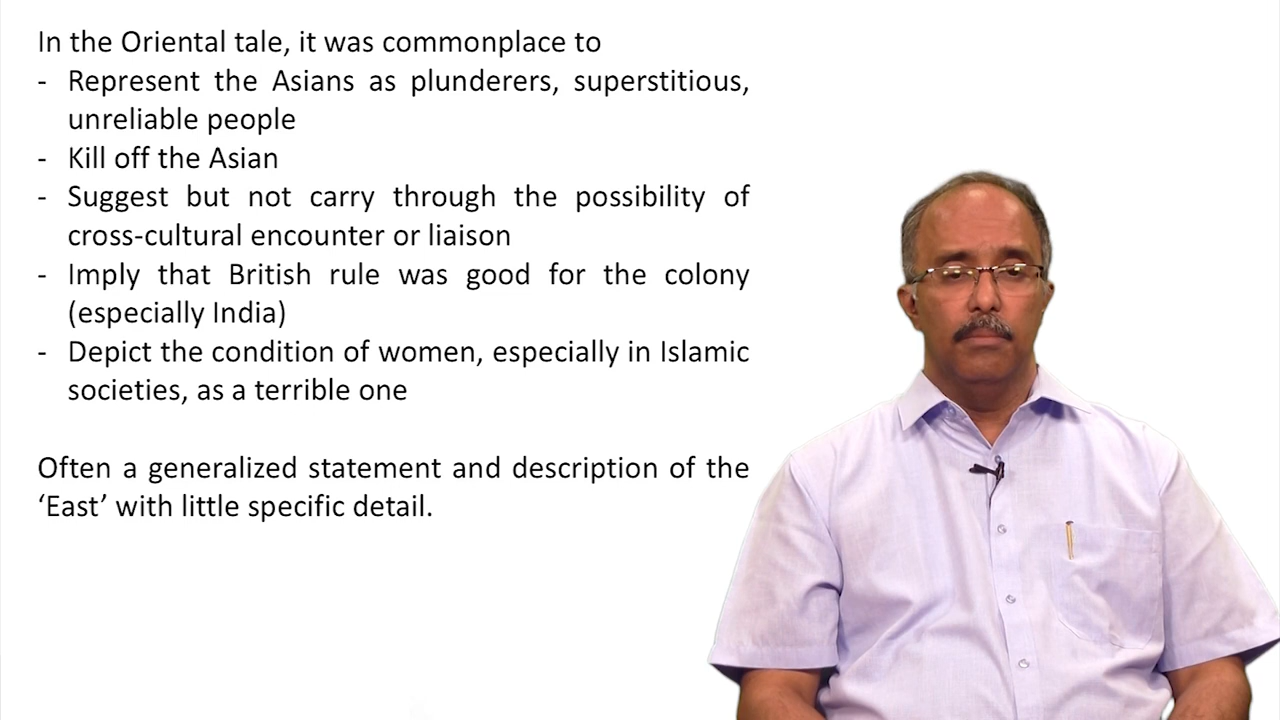 In the Oriental tale, it was commonplace to
- Represent the Asians as plunderers, superstitious,
unreliable people
- Kill off the Asian
- Suggest but not carry through the possibility of
cross-cultural encounter or liaison
- Imply that British rule was good for the colony
(especially India)
- Depict the condition of women, especially in Islamic
societies, as a terrible one
Often a generalized statement and description of the
‘East’ with little specific detail.